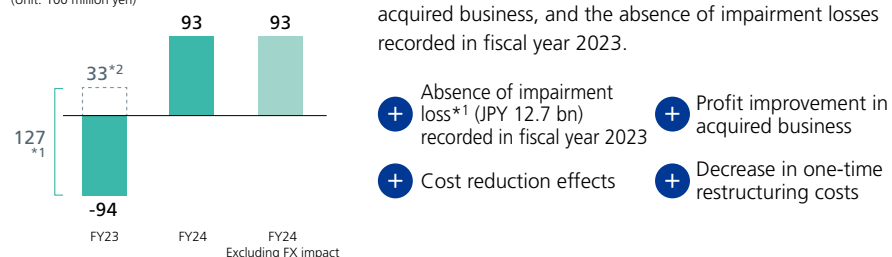 (Unit: 100 million yen)
93
93
33*2
127
*1
-94
FY23
FY24
FY24
Excluding FX impact
acquired business, and the absence of impairment losses
recorded in fiscal year 2023.
+ Absence of impairment
loss*1 (JPY 12.7 bn)
recorded in fiscal year 2023
+ Profit improvement in
acquired business
+ Cost reduction effects
+ Decrease in one-time
restructuring costs